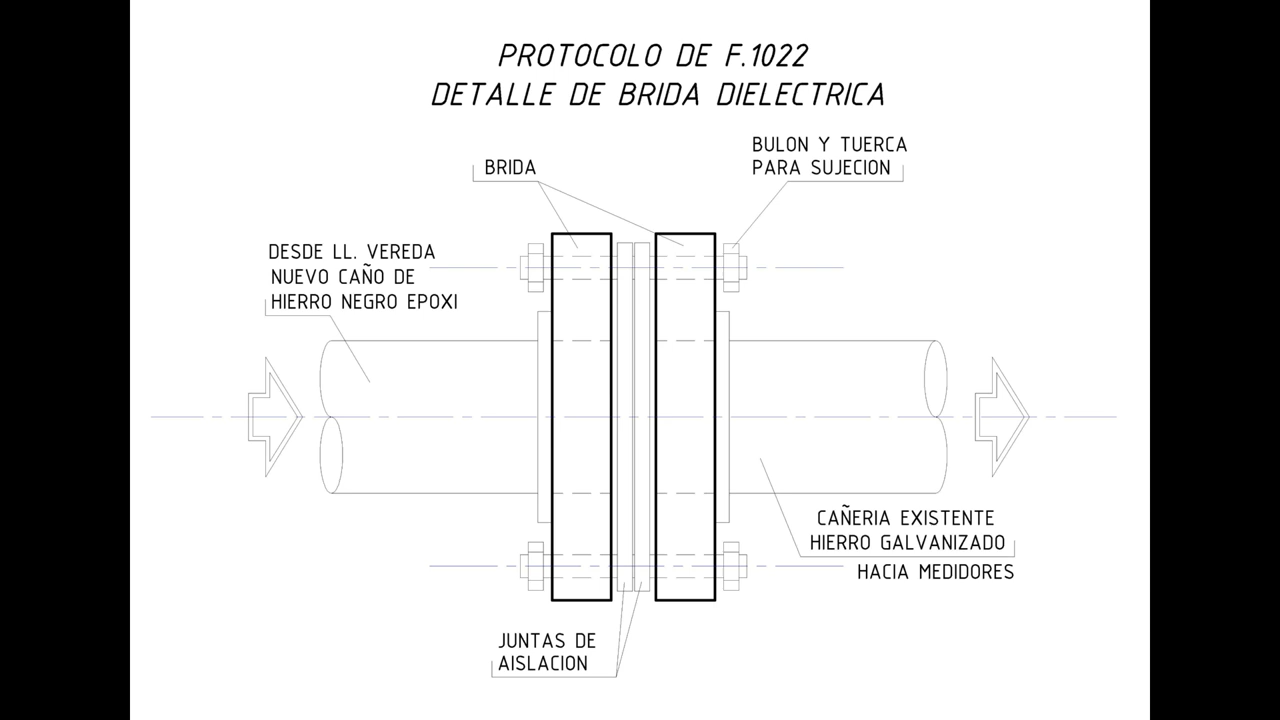 PROTOCOLO DE F.1022
DETALLE DE BRIDA DIELECTRICA
BULON Y TUERCA
PARA SUJECION
BRIDA
DESDE LL. VEREDA
NUEVO CAÑO DE
HIERRO NEGRO EPOXI
CAÑERIA EXISTENTE
HIERRO GALVANIZADO
HACIA MEDIDORES
JUNTAS DE
AISLACION